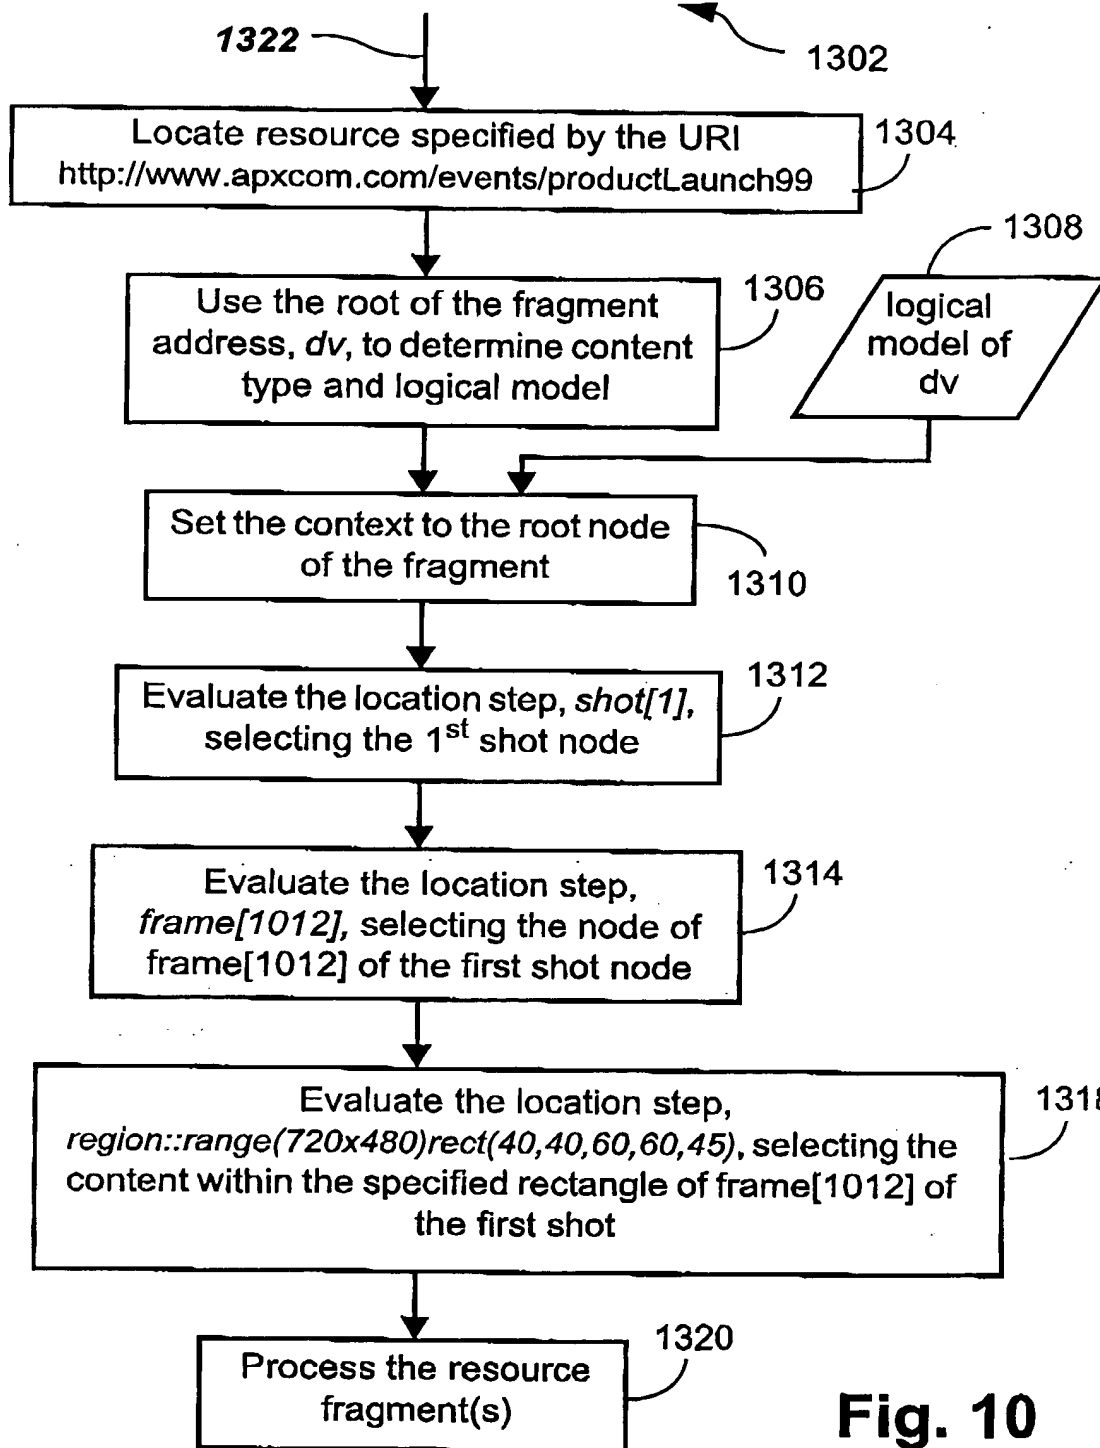 1322
1302
Locate resource specified by the URI
http://www.apxcom.com/events/productLaunch99
1304
1308
Use the root of the fragment
address, dv, to determine content
type and logical model
1306
logical
model of
dv
Set the context to the root node
of the fragment
1310
Evaluate the location step, shot[1],
selecting the 1st shot node
1312
Evaluate the location step,
frame[1012], selecting the node of
frame[1012] of the first shot node
1314
Evaluate the location step,
region::range(720x480)rect(40,40,60,60,45), selecting the
content within the specified rectangle of frame[1012] of
the first shot
1318
Process the resource
fragment(s)
1320
Fig. 10